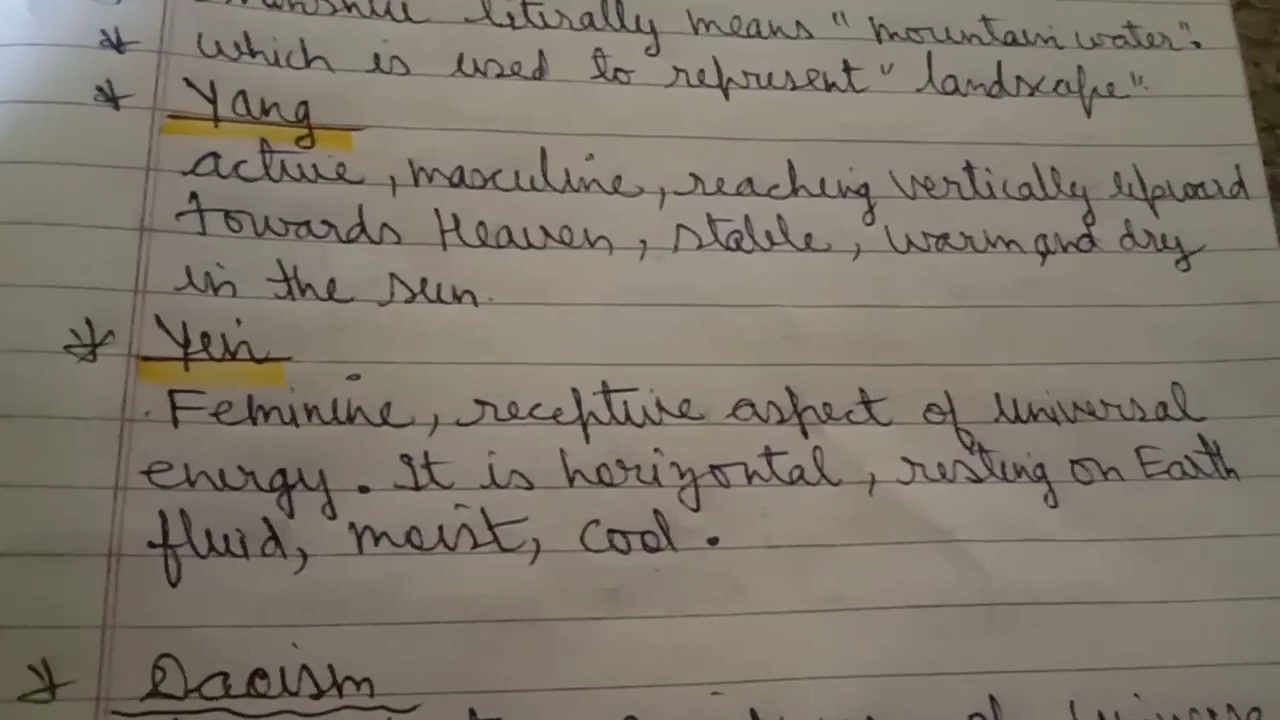 literally means "mountain water".
* which is used to represent "landscape".
* Yang
active, masculine, reaching vertically upward
towards Heaven, stable, warm and dry
in the sun.
* Yein
Feminine, receptive aspect of universal
energy. It is horizontal, resting on Earth
fluid, moist, cool.
* Daoism
of